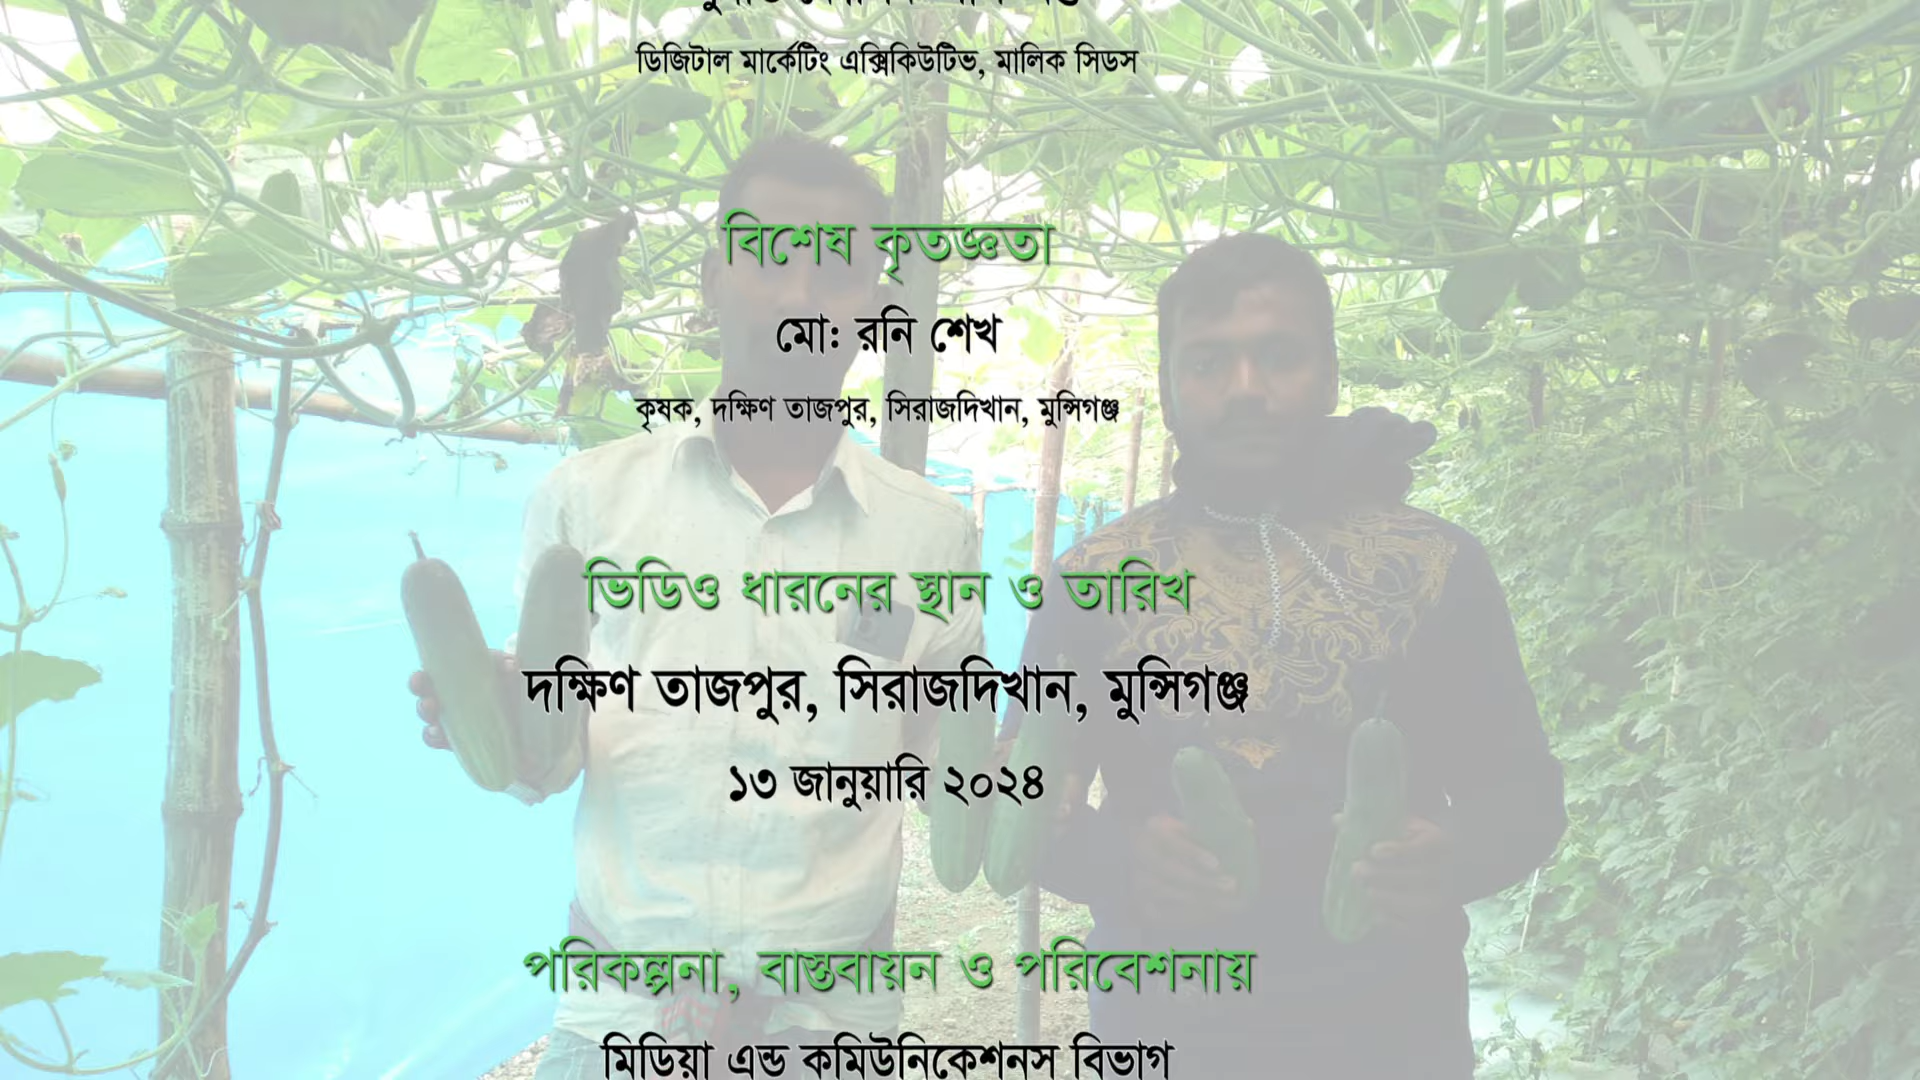 ডিজিটাল মার্কেটিং এক্সিকিউটিভ, মালিক সিডস
বিশেষ কৃতজ্ঞতা
মো: রনি শেখ
কৃষক, দক্ষিণ তাজপুর, সিরাজদিখান, মুন্সিগঞ্জ
ভিডিও ধারনের স্থান ও তারিখ
দক্ষিণ তাজপুর, সিরাজদিখান, মুন্সিগঞ্জ
১৩ জানুয়ারি ২০২৪
পরিকল্পনা, বাস্তবায়ন ও পরিবেশনায়
মিডিয়া এন্ড কমিউনিকেশনস বিভাগ